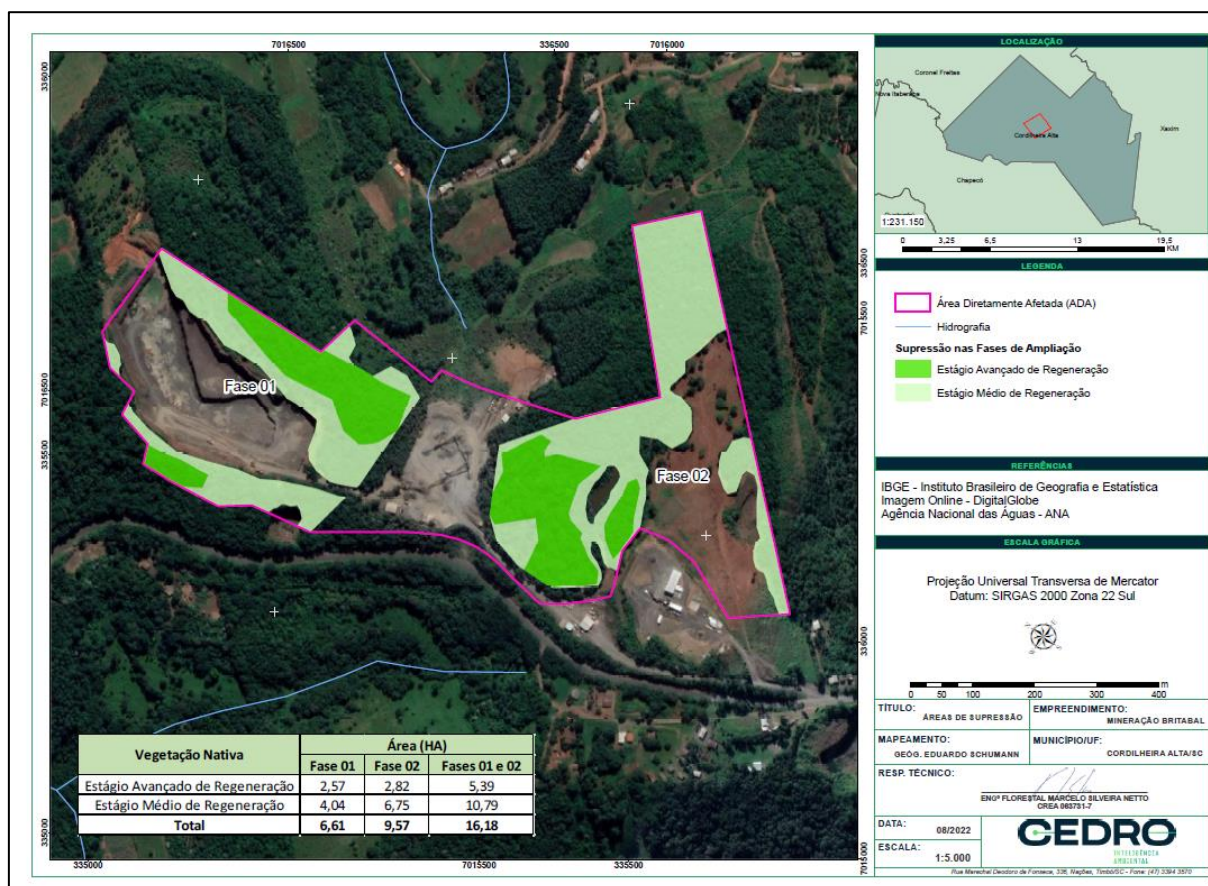 7016500
336500
7016000
336000
7016500
335500
335000
335000
7015500
335500
7015000
336500
7015500
336000
Fase 01
Fase 02
Vegetação Nativa
Área (HA)
Fase 01 Fase 02 Fases 01 e 02
Estágio Avançado de Regeneração 2,57 2,82 5,39
Estágio Médio de Regeneração 4,04 6,75 10,79
Total 6,61 9,57 16,18
LOCALIZAÇÃO
Coronel Freitas
Cordilheira Alta
Xaxim
Chapecó
1:231.150
0 3,25 6,5 13 19,5
KM
LEGENDA
Área Diretamente Afetada (ADA)
Hidrografia
Supressão nas Fases de Ampliação
Estágio Avançado de Regeneração
Estágio Médio de Regeneração
REFERÊNCIAS
IBGE - Instituto Brasileiro de Geografia e Estatística
Imagem Online - DigitalGlobe
Agência Nacional das Águas - ANA
ESCALA GRÁFICA
Projeção Universal Transversa de Mercator
Datum: SIRGAS 2000 Zona 22 Sul
m
0 50 100 200 300 400
TÍTULO:
ÁREAS DE SUPRESSÃO
EMPREENDIMENTO:
MINERAÇÃO BRITABAL
MAPEAMENTO:
GEÓG. EDUARDO SCHUMANN
MUNICÍPIO/UF:
CORDILHEIRA ALTA/SC
RESP. TÉCNICO:
ENGº FLORESTAL MARCELO SILVEIRA NETTO
DATA:
08/2022
ESCALA:
1:5.000
CEDRO
INTELIGÊNCIA
AMBIENTAL